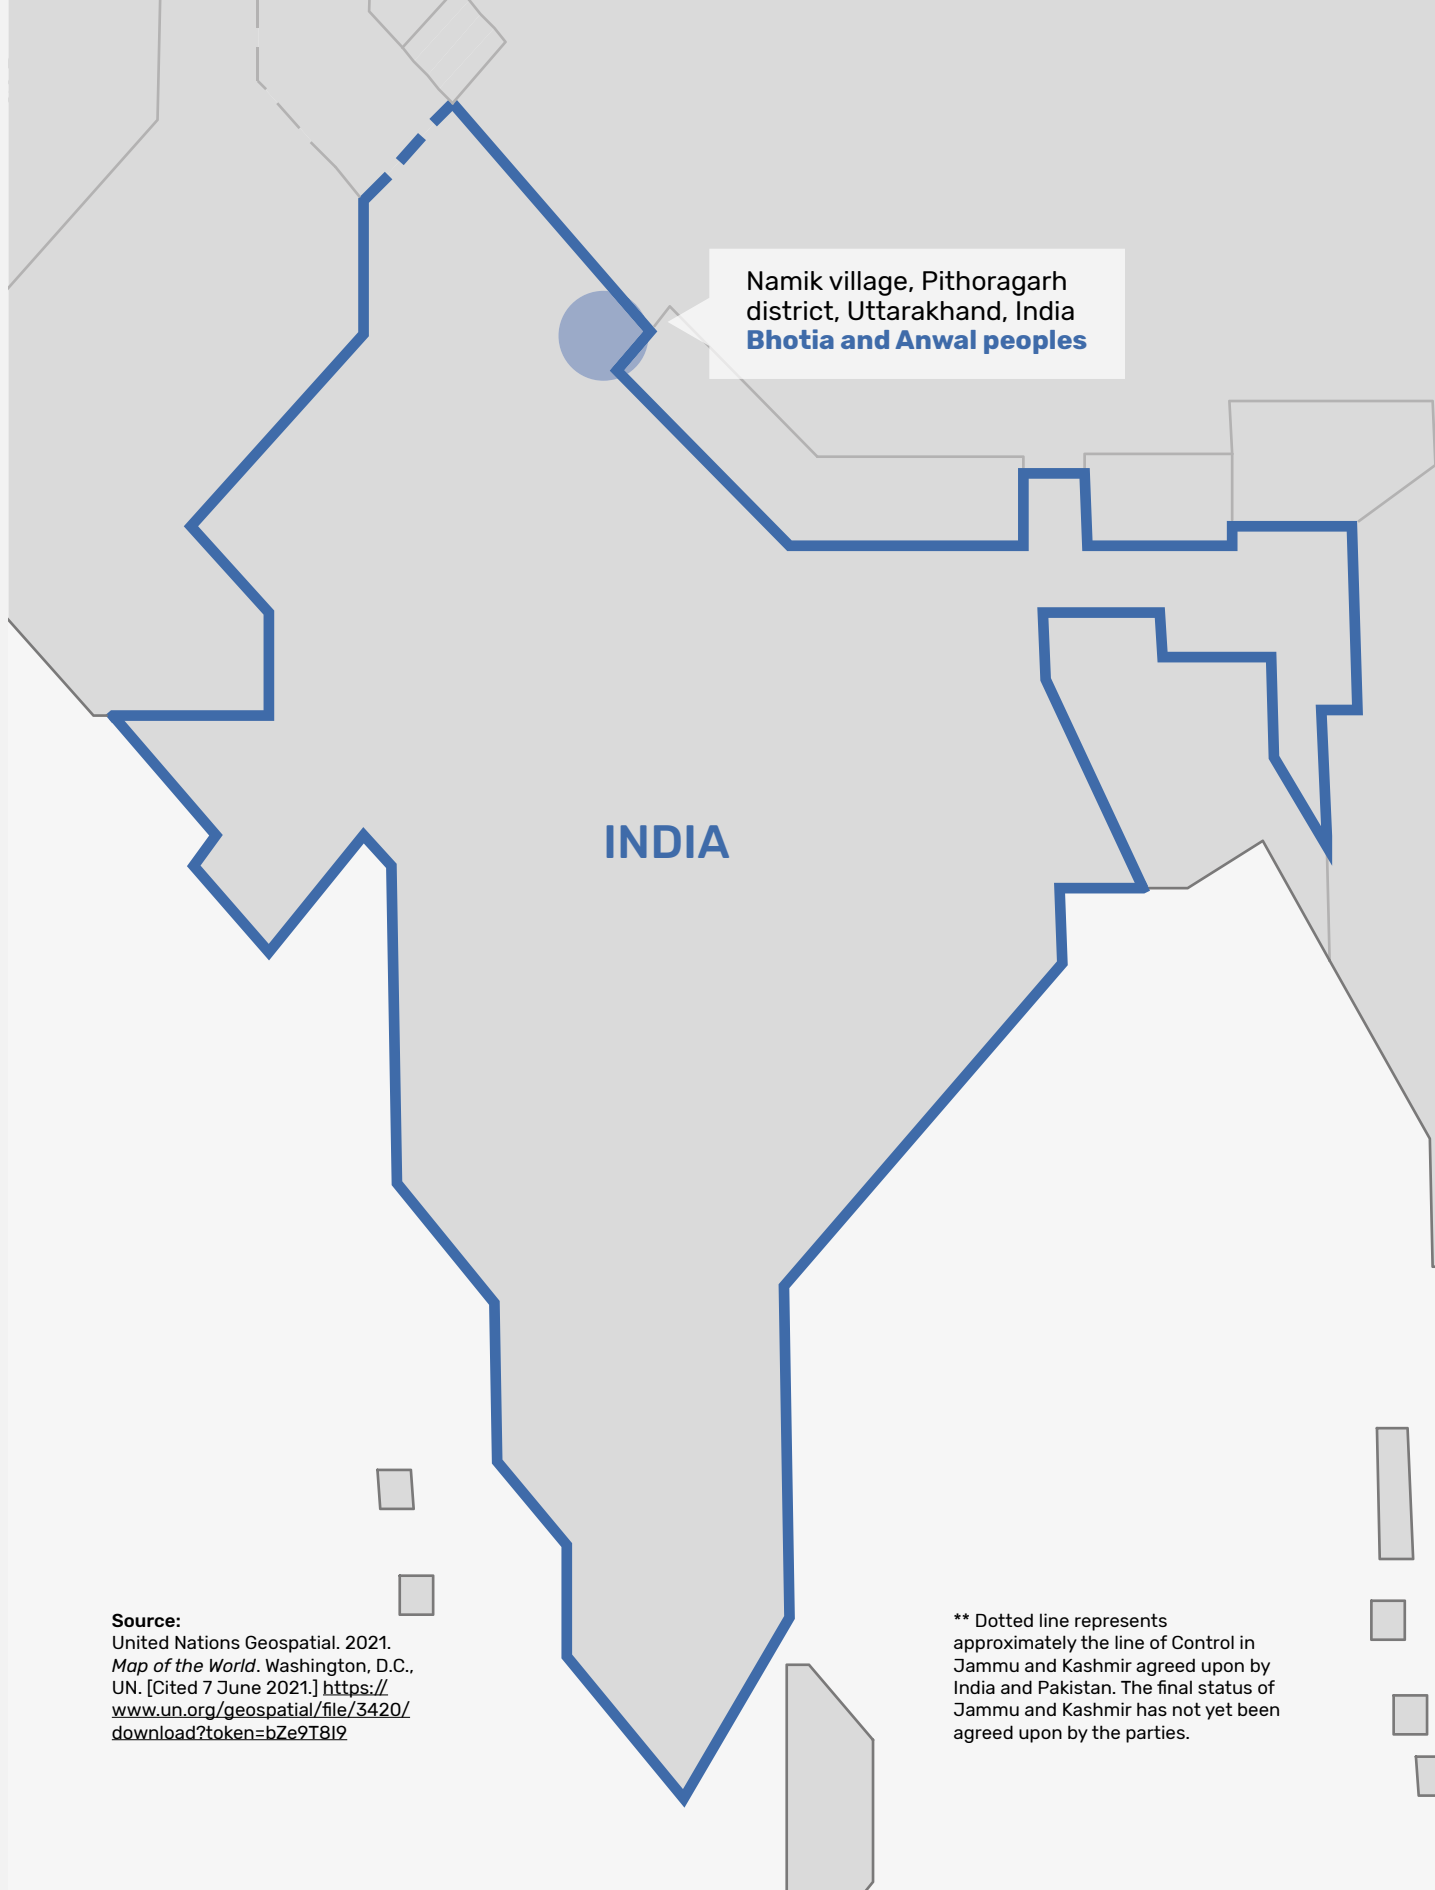 Namik village, Pithoragarh
district, Uttarakhand, India
Bhotia and Anwal peoples
INDIA
Source:
United Nations Geospatial. 2021.
Map of the World. Washington, D.C.,
UN. [Cited 7 June 2021.] https://
www.un.org/geospatial/file/3420/
download?token=bZe9T8I9
** Dotted line represents
approximately the line of Control in
Jammu and Kashmir agreed upon by
India and Pakistan. The final status of
Jammu and Kashmir has not yet been
agreed upon by the parties.